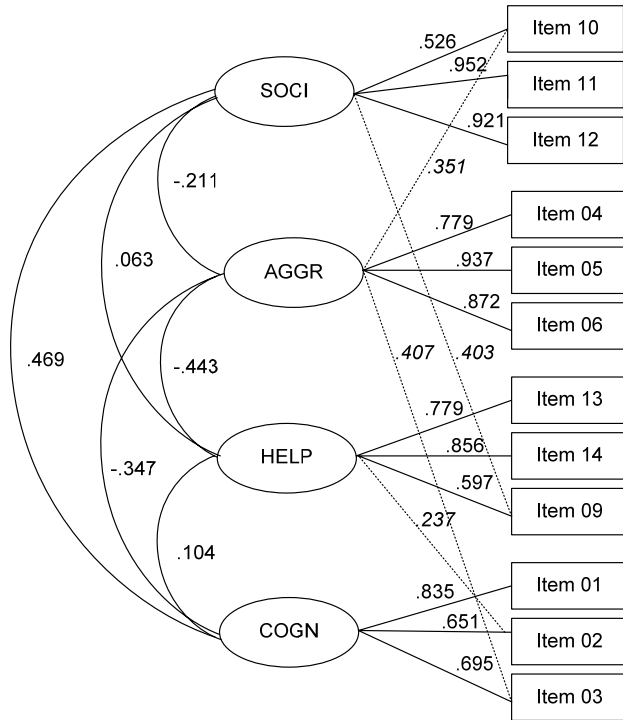 Item 10
.526
.952
Item 11
SOCI
.921
Item 12
.351
-.211
Item 04
.779
.063
.937
AGGR
Item 05
.872
Item 06
.469
.407
.403
-.443
.779
Item 13
.856
HELP
Item 14
.597
-.347
Item 09
.237
.104
.835
Item 01
.651
COGN
Item 02
.695
Item 03